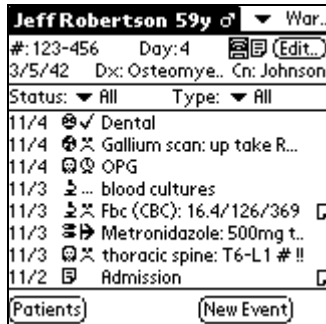 Jeff Robertson 59y ♂ ▼ War..
#: 123-456 Day: 4 Edit..
3/5/42 Dx: Osteomye.. Cn: Johnson
Status: ▼ All Type: ▼ All
11/4 Dental
11/4 Gallium scan: up take R...
11/4 OPG
11/3 ... blood cultures
11/3 Fbc (CBC): 16.4/126/369
11/3 Metronidazole: 500mg t..
11/3 thoracic spine: T6-L1 # !!
11/2 Admission
Patients New Event